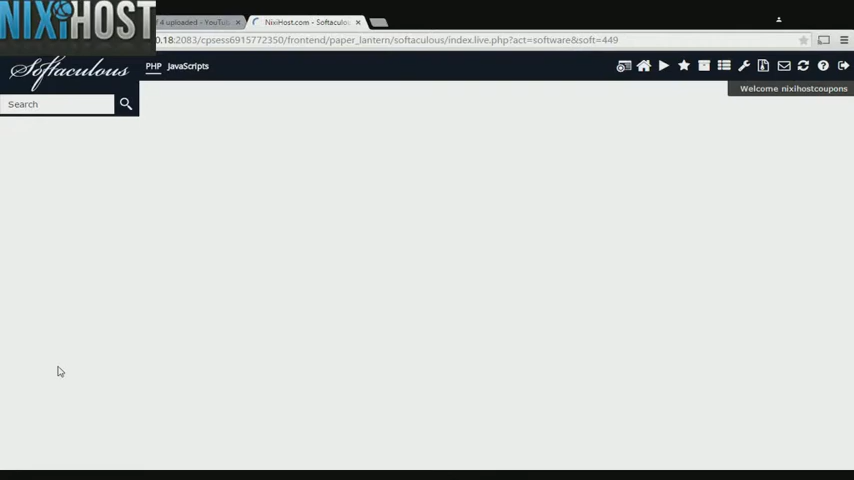 NIXIHOST
4 uploaded - YouTub
NixiHost.com - Softaculou
0.18:2083/cpsess6915772350/frontend/paper_lantern/softaculous/index.live.php?act=software&soft=449
Softaculous
PHP JavaScripts
Search
Welcome nixihostcoupons